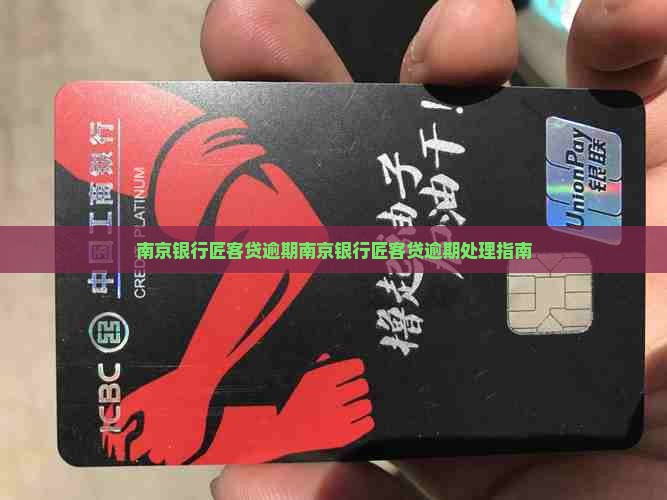 中国工商银行
CREDIT PLATINUM
ICBC
撸起袖子
加油干!
UnionPay
银联
南京银行匠客贷逾期南京银行匠客贷逾期处理指南